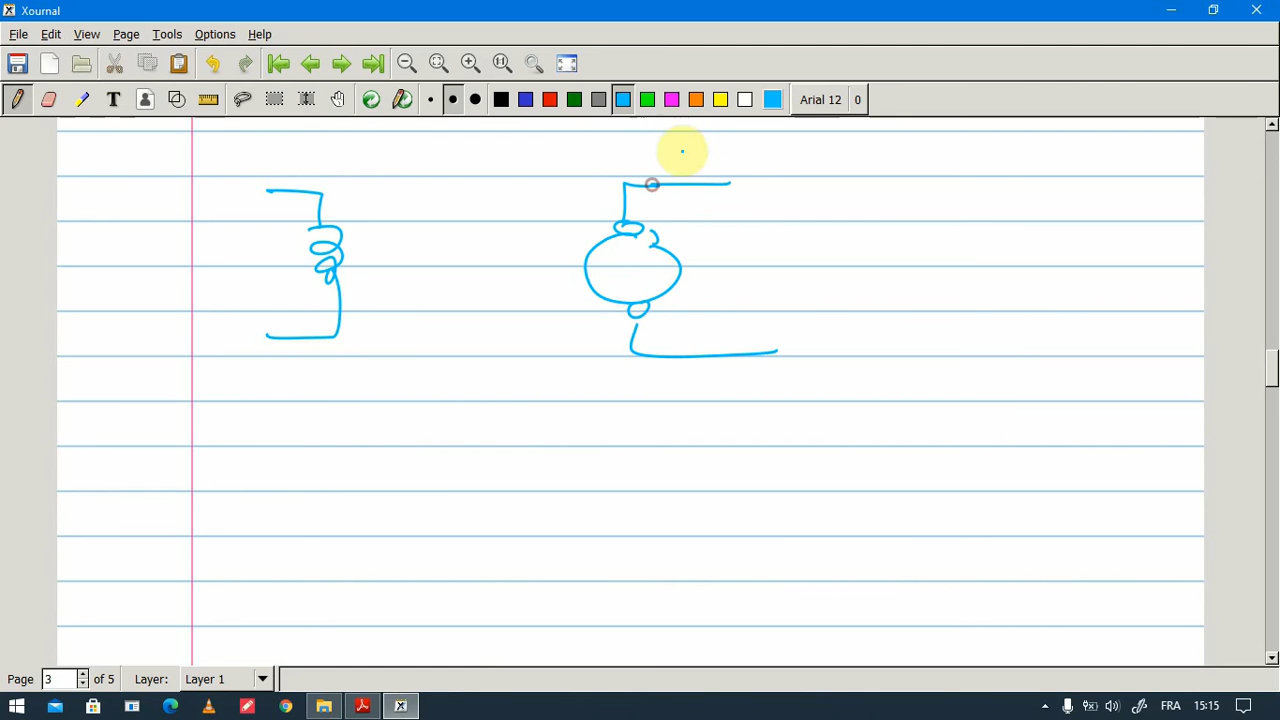 Xournal
File Edit View Page Tools Options Help
Arial 12 0
Page 3 of 5 Layer: Layer 1
FRA 15:15